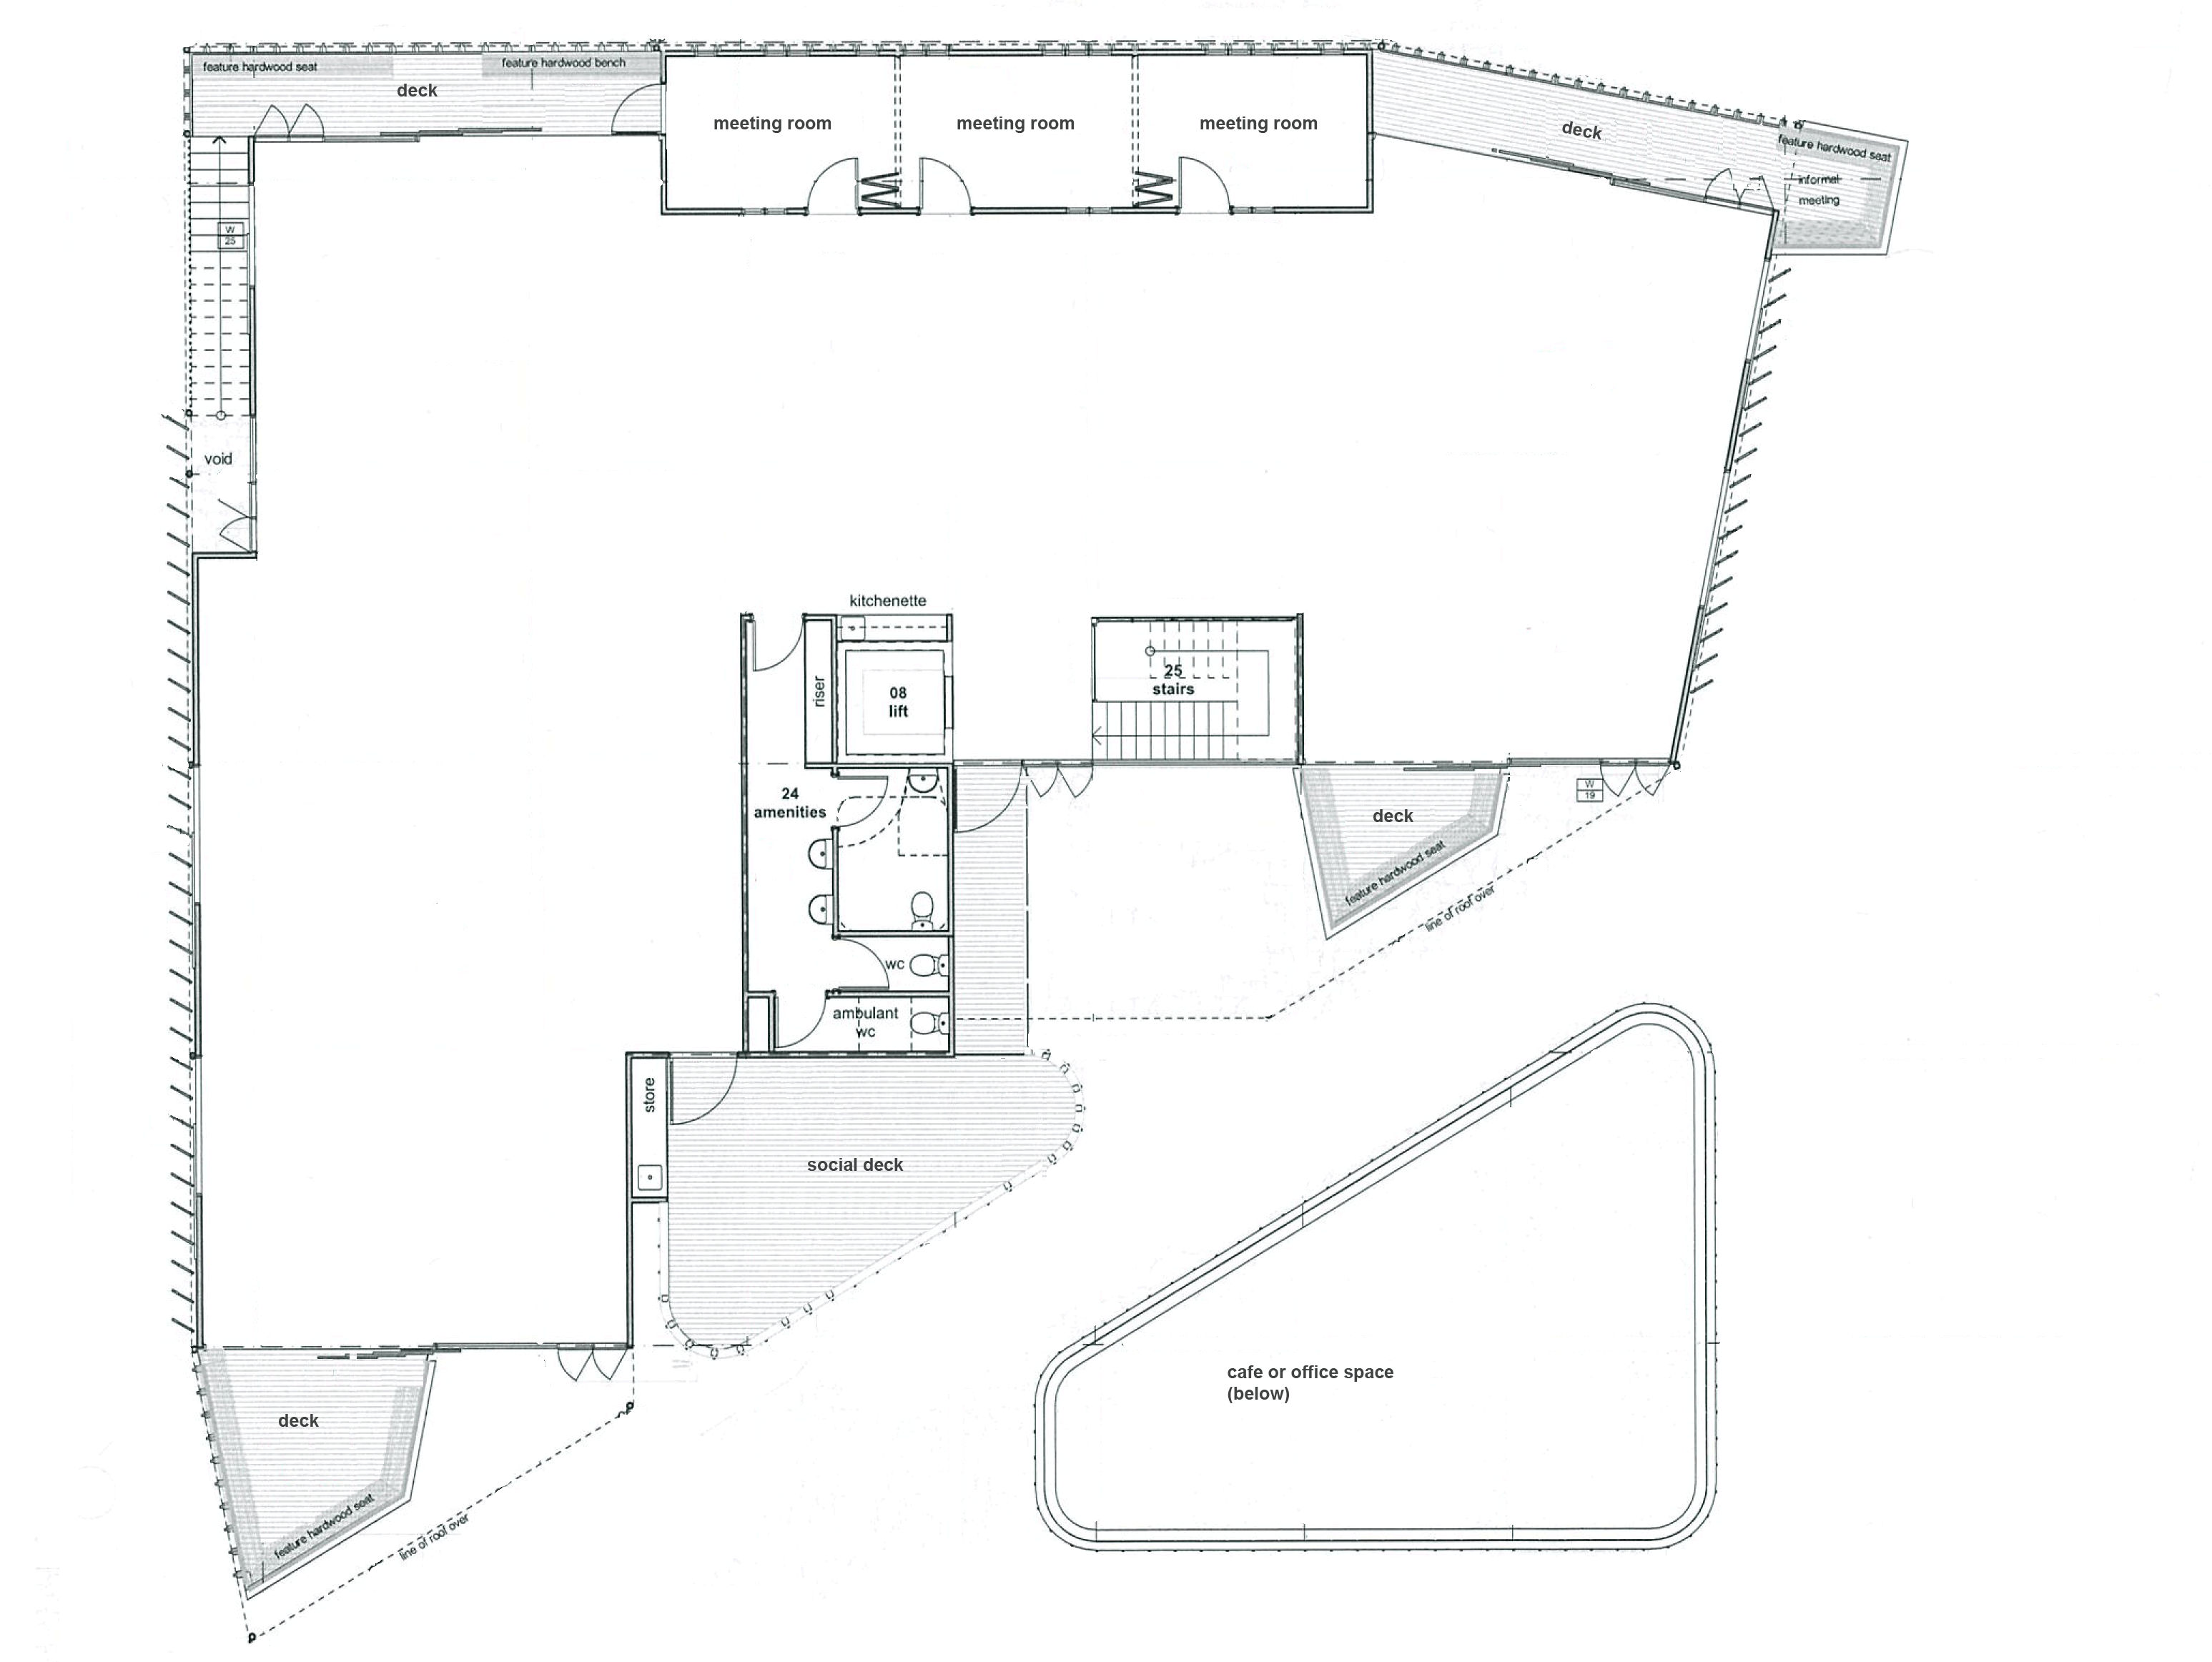 feature hardwood seat
feature hardwood bench
deck
meeting room
meeting room
meeting room
deck
feature hardwood seat
informal
meeting
W
25
void
kitchenette
riser
08
lift
25
stairs
24
amenities
W
19
deck
feature hardwood seat
line of roof over
wc
ambulant
wc
store
social deck
cafe or office space
(below)
deck
feature hardwood seat
line of roof over